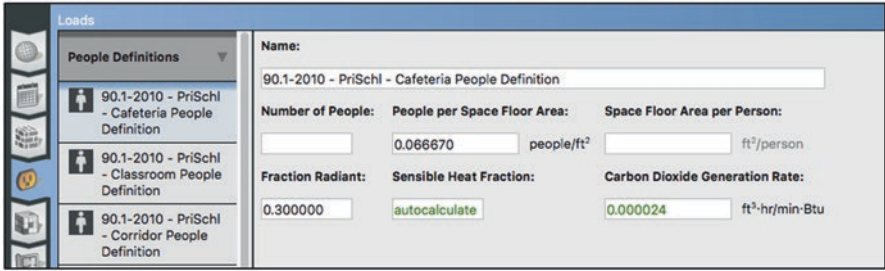 Loads
People Definitions
90.1-2010 - PriSchl
- Cafeteria People
Definition
90.1-2010 - PriSchl
- Classroom People
Definition
90.1-2010 - PriSchl
- Corridor People
Definition
Name:
90.1-2010 - PriSchl - Cafeteria People Definition
Number of People: People per Space Floor Area: Space Floor Area per Person:
0.066670 people/ft² ft²/person
Fraction Radiant: Sensible Heat Fraction: Carbon Dioxide Generation Rate:
0.300000 autocalculate 0.000024 ft³·hr/min·Btu